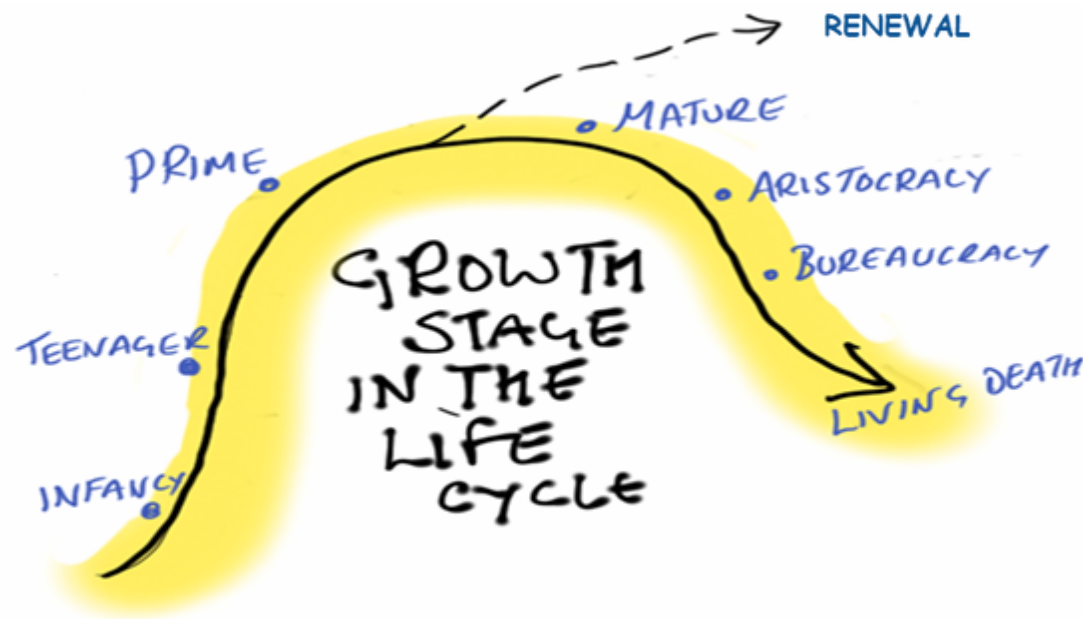 RENEWAL
MATURE
PRIME
ARISTOCRACY
BUREAUCRACY
GROWTH
STAGE
IN THE
LIFE
CYCLE
TEENAGER
LIVING DEATH
INFANCY